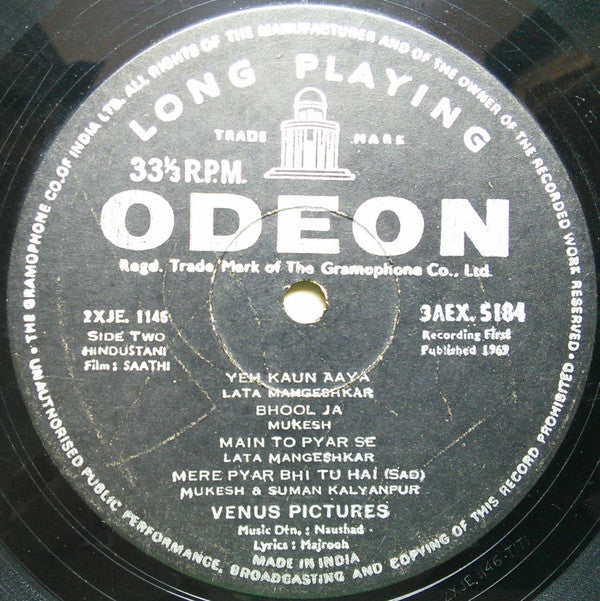 THE GRAMOPHONE CO. OF INDIA LTD. ALL RIGHTS OF THE MANUFACTURER AND OF THE OWNER OF THE RECORDED WORK RESERVED •
UNAUTHORISED PUBLIC PERFORMANCE, BROADCASTING AND COPYING OF THIS RECORD PROHIBITED •
LONG PLAYING
TRADE MARK
33⅓ R.P.M.
ODEON
Regd. Trade Mark of The Gramophone Co., Ltd.
2XJE. 1146
SIDE TWO
HINDUSTANI
Film : SAATHI
3AEX. 5184
Recording First
Published 1969
YEH KAUN AAYA
LATA MANGESHKAR
BHOOL JA
MUKESH
MAIN TO PYAR SE
LATA MANGESHKAR
MERE PYAR BHI TU HAI (SAD)
MUKESH & SUMAN KALYANPUR
VENUS PICTURES
Music Dtn. : Naushad
Lyrics : Majrooh
MADE IN INDIA